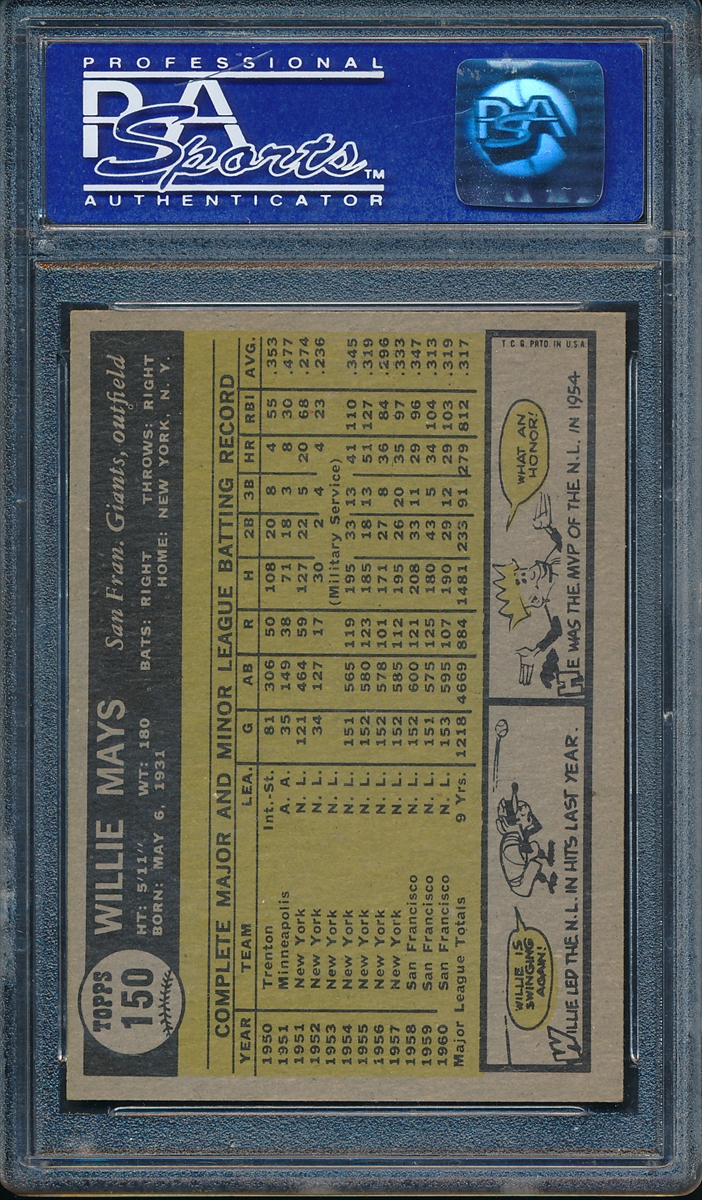 PROFESSIONAL
PSA
Sports™
AUTHENTICATOR
PSA
TOPPS
150
WILLIE MAYS San Fran. Giants, outfield
HT: 5'11" WT: 180 BATS: RIGHT THROWS: RIGHT
BORN: MAY 6, 1931 HOME: NEW YORK, N. Y.
COMPLETE MAJOR AND MINOR LEAGUE BATTING RECORD
YEAR TEAM LEA. G AB R H 2B 3B HR RBI AVG.
1950 Trenton Int.-St. 81 306 50 108 20 8 4 55 .353
1951 Minneapolis A. A. 35 149 38 71 18 3 8 30 .477
1951 New York N. L. 121 464 59 127 22 5 20 68 .274
1952 New York N. L. 34 127 17 30 2 4 4 23 .236
1953 New York N. L. (Military Service)
1954 New York N. L. 151 565 119 195 33 13 41 110 .345
1955 New York N. L. 152 580 123 185 18 13 51 127 .319
1956 New York N. L. 152 578 101 171 27 8 36 84 .296
1957 New York N. L. 152 585 112 195 26 20 35 97 .333
1958 San Francisco N. L. 152 600 121 208 33 11 29 96 .347
1959 San Francisco N. L. 151 575 125 180 43 5 34 104 .313
1960 San Francisco N. L. 153 595 107 190 29 12 29 103 .319
Major League Totals 9 Yrs. 1218 4669 884 1481 233 91 279 812 .317
WILLIE IS
SWINGING
AGAIN!
WILLIE LED THE N.L. IN HITS LAST YEAR.
WHAT AN
HONOR!
HE WAS THE MVP OF THE N.L. IN 1954
T. C. G. PRTD. IN U.S.A.